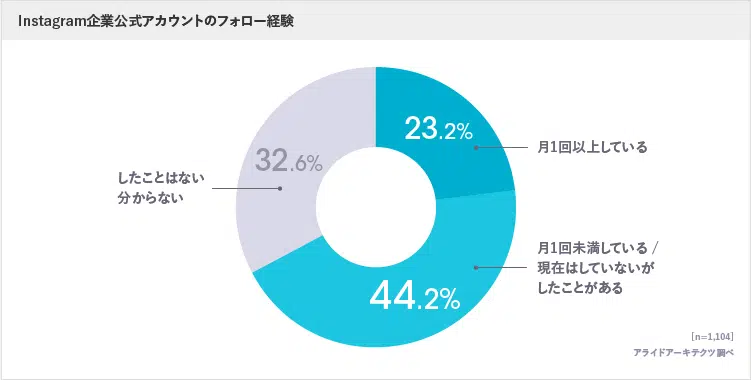 Instagram企業公式アカウントのフォロー経験
23.2%
月1回以上している
32.6%
したことはない
分からない
月1回未満している /
現在はしていないが
したことがある
44.2%
[n=1,104]
アライドアーキテクツ調べ